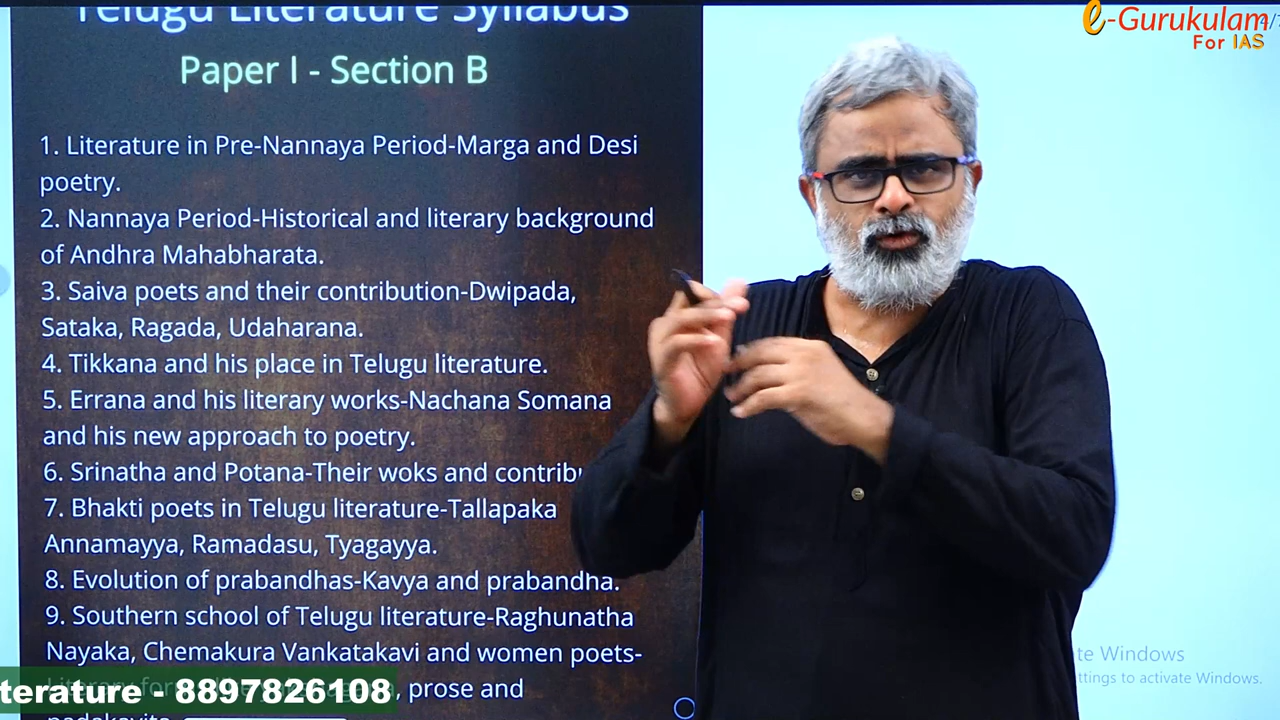 Telugu Literature Syllabus
Paper I - Section B
1. Literature in Pre-Nannaya Period-Marga and Desi
poetry.
2. Nannaya Period-Historical and literary background
of Andhra Mahabharata.
3. Saiva poets and their contribution-Dwipada,
Sataka, Ragada, Udaharana.
4. Tikkana and his place in Telugu literature.
5. Errana and his literary works-Nachana Somana
and his new approach to poetry.
6. Srinatha and Potana-Their woks and contribu
7. Bhakti poets in Telugu literature-Tallapaka
Annamayya, Ramadasu, Tyagayya.
8. Evolution of prabandhas-Kavya and prabandha.
9. Southern school of Telugu literature-Raghunatha
Nayaka, Chemakura Vankatakavi and women poets-
, prose and
terature - 8897826108
e-Gurukulam
For IAS
te Windows
ttings to activate Windows.